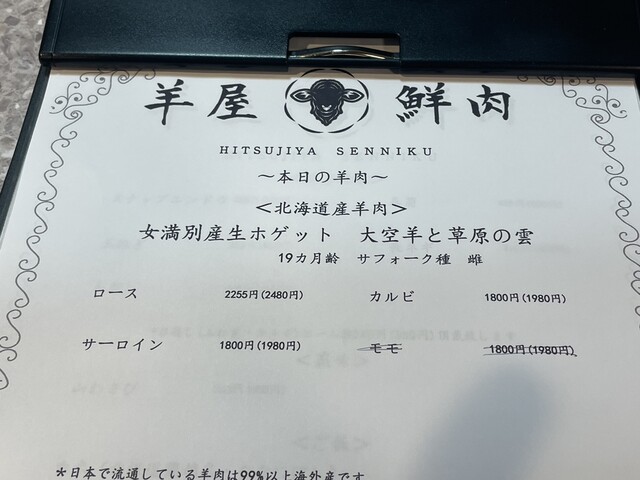 羊屋 鮮肉
HITSUJIYA SENNIKU
～本日の羊肉～
＜北海道産羊肉＞
女満別産生ホゲット 大空羊と草原の雲
19カ月齢 サフォーク種 雌
ロース 2255円(2480円) カルビ 1800円(1980円)
サーロイン 1800円(1980円) モモ 1800円(1980円)
＊日本で流通している羊肉は99%以上海外産です